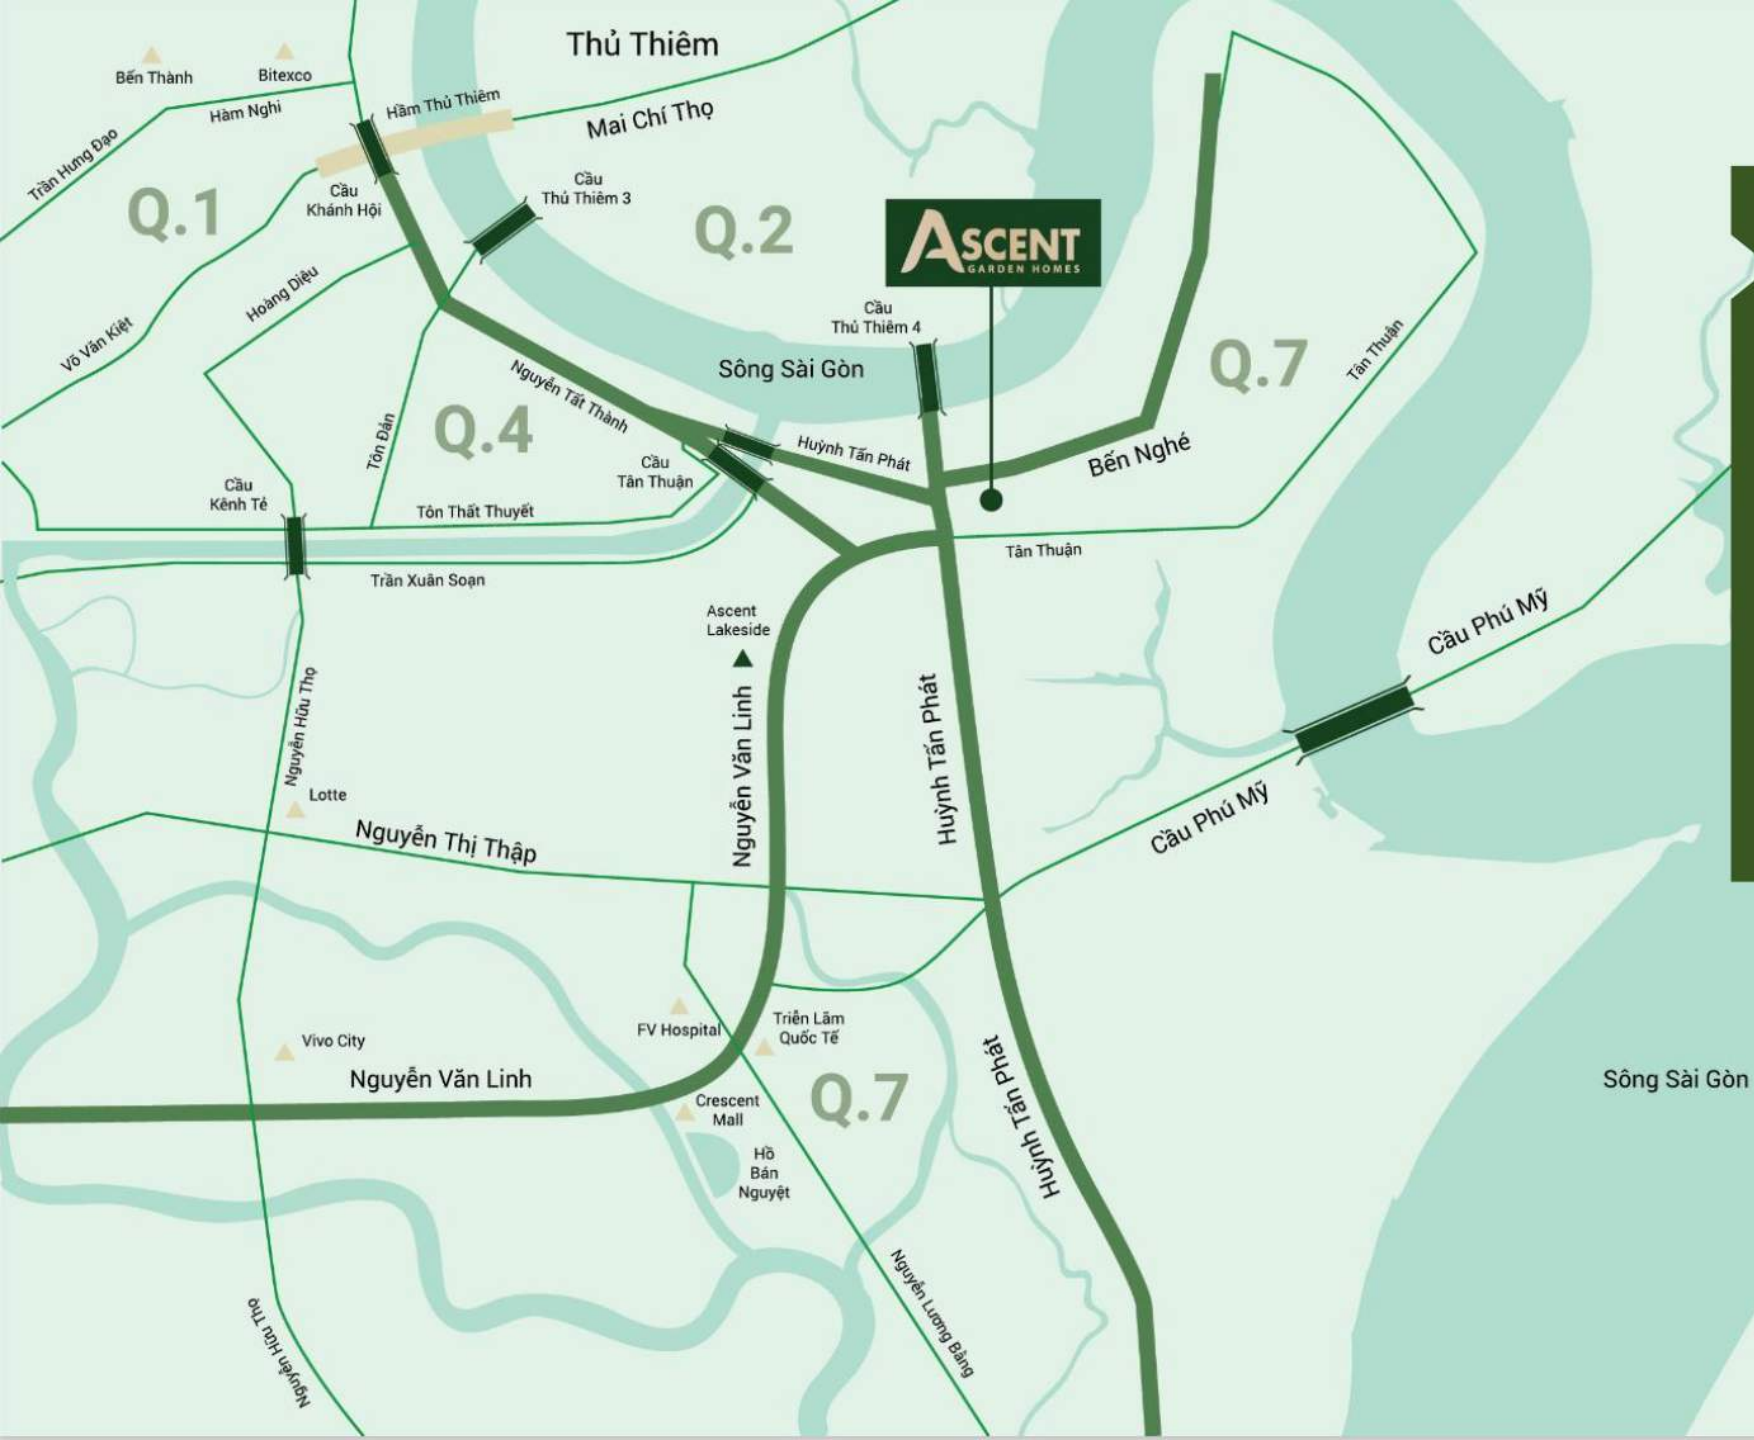 Thủ Thiêm
Bến Thành
Bitexco
Hàm Nghi
Hầm Thủ Thiêm
Mai Chí Thọ
Trần Hưng Đạo
Q.1
Cầu
Khánh Hội
Cầu
Thủ Thiêm 3
Q.2
ASCENT
GARDEN HOMES
Hoàng Diệu
Võ Văn Kiệt
Cầu
Thủ Thiêm 4
Sông Sài Gòn
Q.7
Tân Thuận
Nguyễn Tất Thành
Q.4
Tôn Đản
Huỳnh Tấn Phát
Bến Nghé
Cầu
Tân Thuận
Cầu
Kênh Tẻ
Tôn Thất Thuyết
Tân Thuận
Trần Xuân Soạn
Ascent
Lakeside
Cầu Phú Mỹ
Nguyễn Hữu Thọ
Nguyễn Văn Linh
Huỳnh Tấn Phát
Lotte
Nguyễn Thị Thập
Cầu Phú Mỹ
FV Hospital
Triễn Lãm
Quốc Tế
Vivo City
Nguyễn Văn Linh
Crescent
Mall
Q.7
Huỳnh Tấn Phát
Sông Sài Gòn
Hồ
Bán
Nguyệt
Nguyễn Lương Bằng
Nguyễn Hữu Thọ